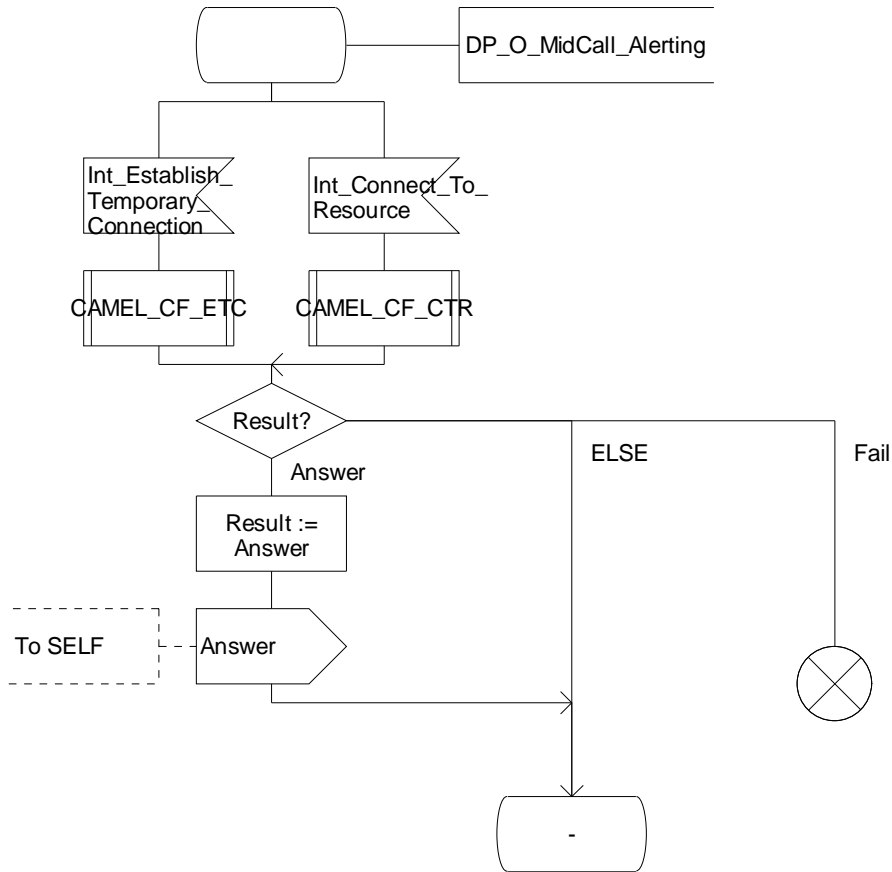 DP_O_MidCall_Alerting
Int_Establish_
Temporary_
Connection
Int_Connect_To_
Resource
CAMEL_CF_ETC
CAMEL_CF_CTR
Result?
ELSE
Fail
Answer
Result :=
Answer
To SELF
Answer
-